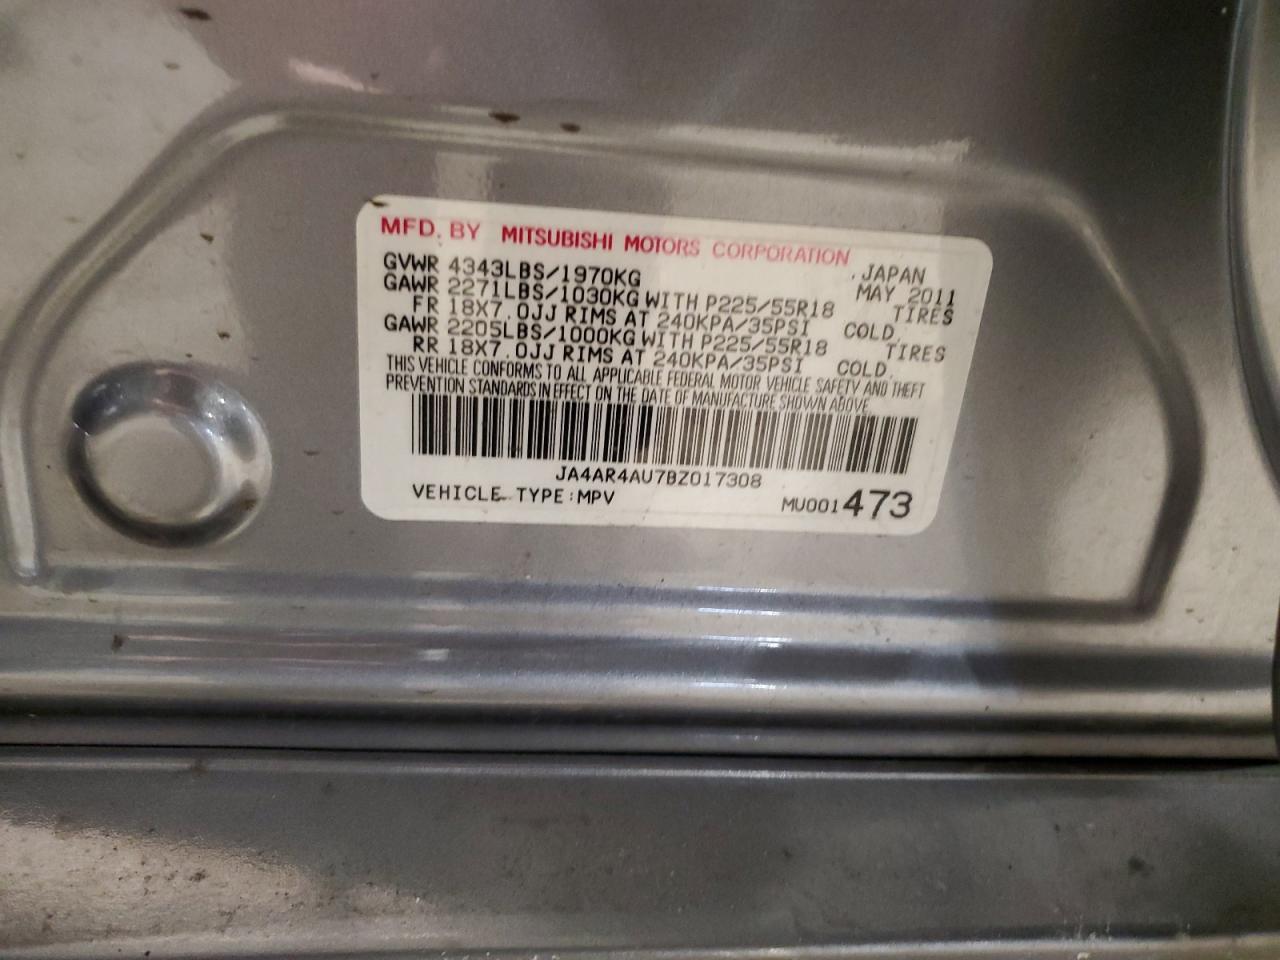 MFD. BY MITSUBISHI MOTORS CORPORATION
GVWR 4343LBS/1970KG JAPAN
MAY 2011
GAWR 2271LBS/1030KG WITH P225/55R18 TIRES
FR 18X7.0JJ RIMS AT 240KPA/35PSI COLD.
GAWR 2205LBS/1000KG WITH P225/55R18 TIRES
RR 18X7.0JJ RIMS AT 240KPA/35PSI COLD.
THIS VEHICLE CONFORMS TO ALL APPLICABLE FEDERAL MOTOR VEHICLE SAFETY AND THEFT
PREVENTION STANDARDS IN EFFECT ON THE DATE OF MANUFACTURE SHOWN ABOVE.
JA4AR4AU7BZ017308
VEHICLE TYPE:MPV MU001473